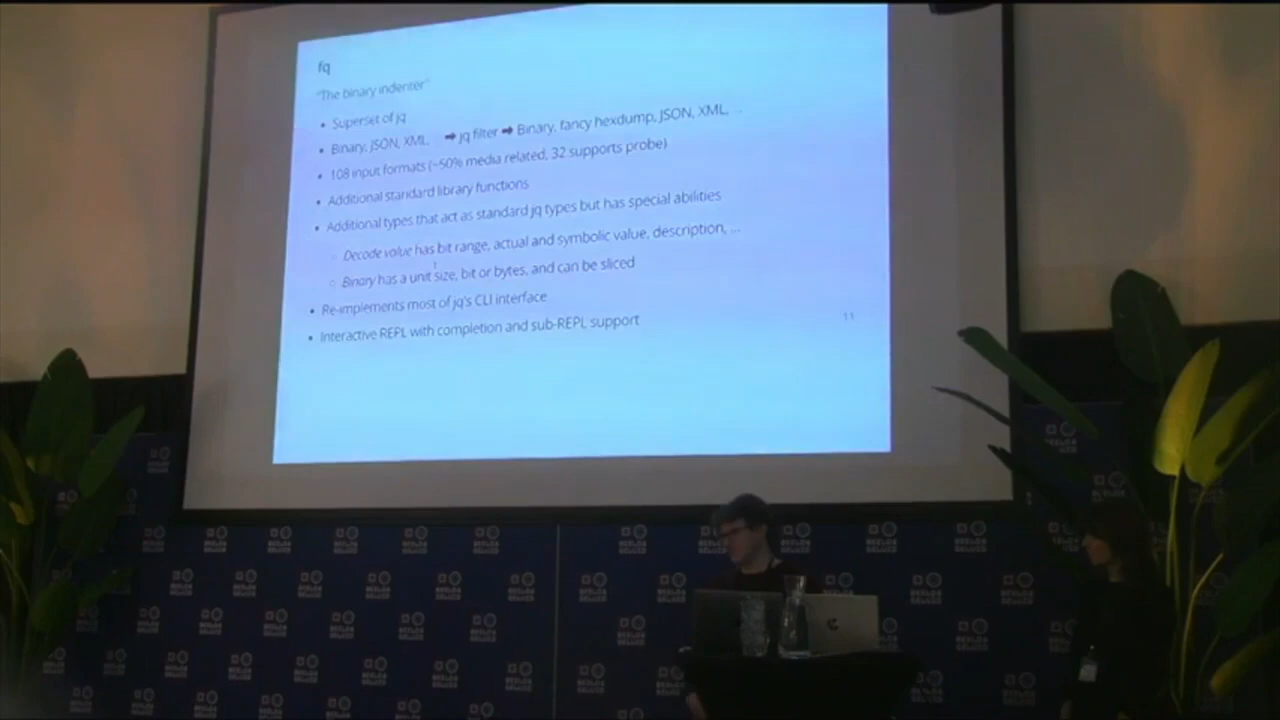 fq
"The binary indenter"
• Superset of jq
• Binary, JSON, XML, ➡ jq filter ➡ Binary, fancy hexdump, JSON, XML, ...
• 108 input formats (~50% media related, 32 supports probe)
• Additional standard library functions
• Additional types that act as standard jq types but has special abilities
○ Decode value has bit range, actual and symbolic value, description, ...
○ Binary has a unit size, bit or bytes, and can be sliced
• Re-implements most of jq's CLI interface
• Interactive REPL with completion and sub-REPL support
11